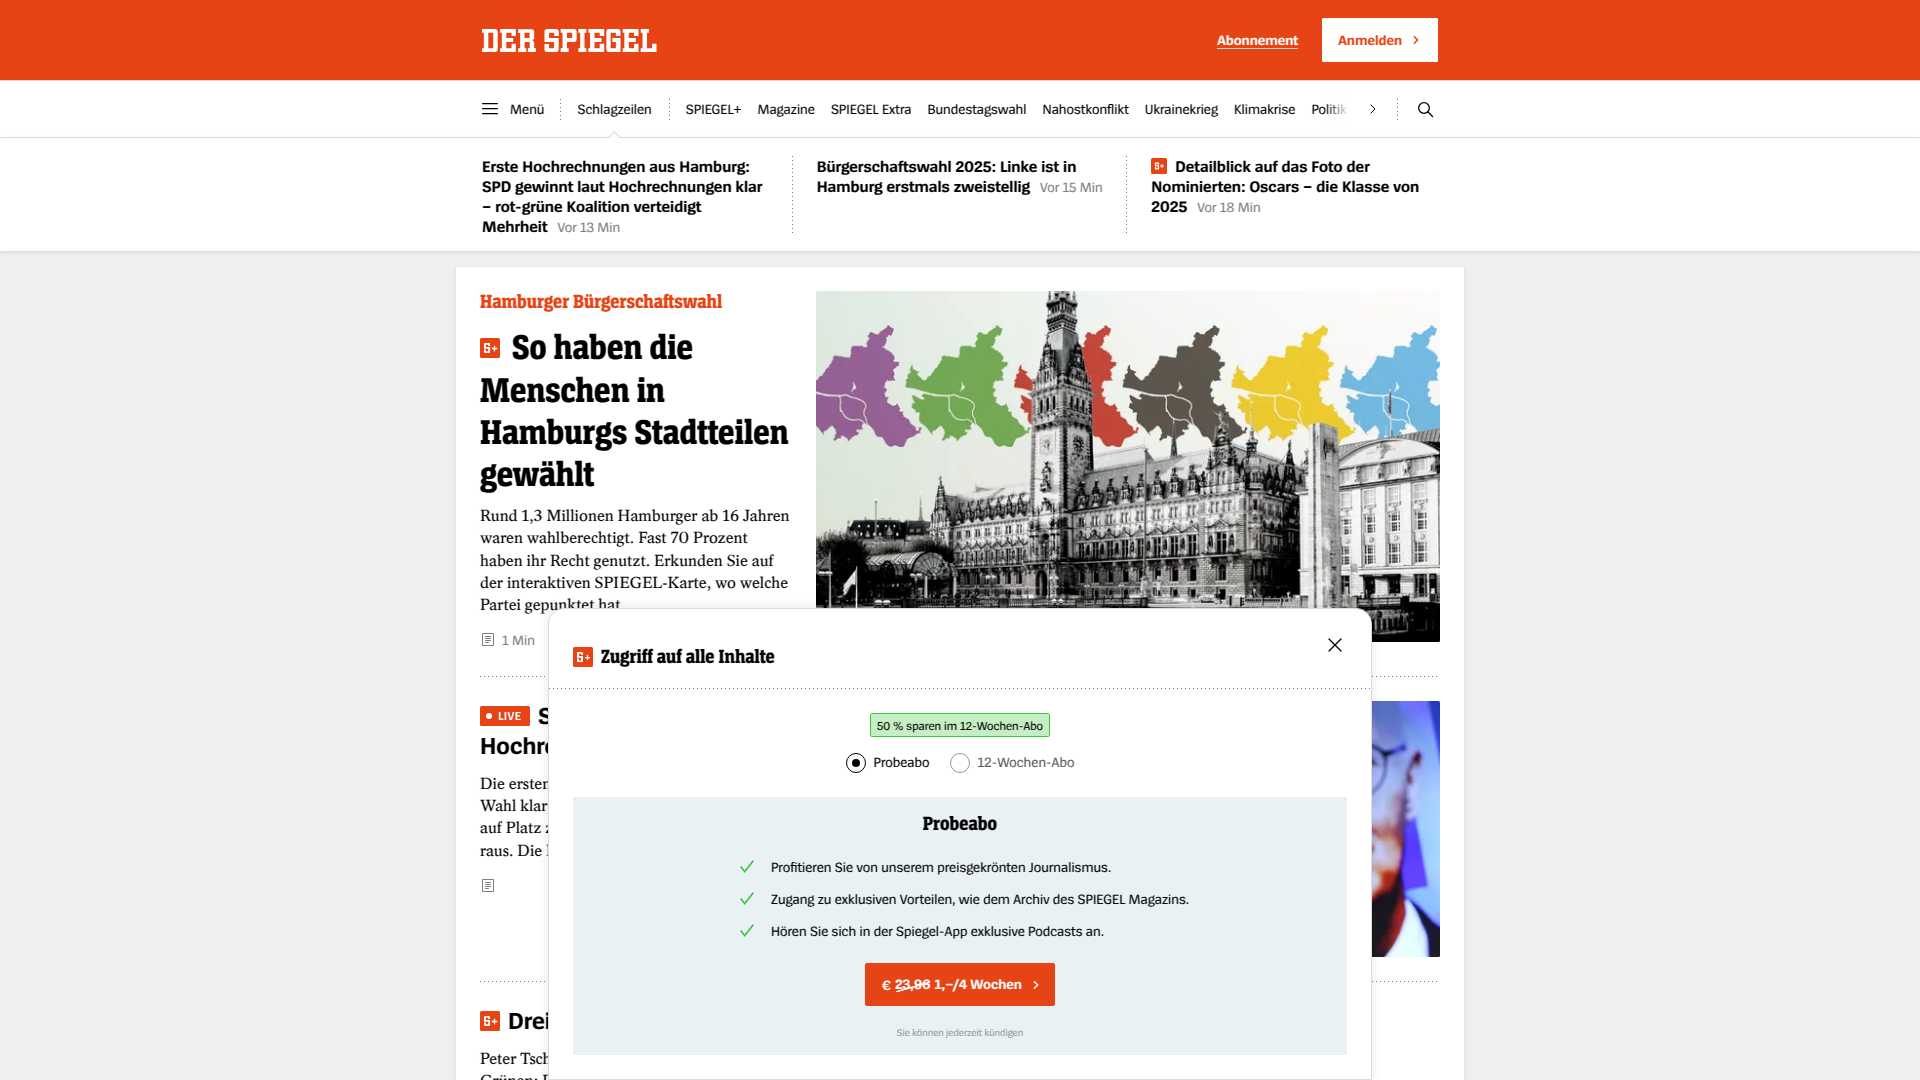 DER SPIEGEL
Abonnement
Anmelden
Menü
Schlagzeilen
SPIEGEL+
Magazine
SPIEGEL Extra
Bundestagswahl
Nahostkonflikt
Ukrainekrieg
Klimakrise
Politik
Erste Hochrechnungen aus Hamburg:
SPD gewinnt laut Hochrechnungen klar
– rot-grüne Koalition verteidigt
Mehrheit Vor 13 Min
Bürgerschaftswahl 2025: Linke ist in
Hamburg erstmals zweistellig Vor 15 Min
S+ Detailblick auf das Foto der
Nominierten: Oscars – die Klasse von
2025 Vor 18 Min
Hamburger Bürgerschaftswahl
S+ So haben die
Menschen in
Hamburgs Stadtteilen
gewählt
Rund 1,3 Millionen Hamburger ab 16 Jahren
waren wahlberechtigt. Fast 70 Prozent
haben ihr Recht genutzt. Erkunden Sie auf
der interaktiven SPIEGEL-Karte, wo welche
Partei gepunktet hat.
1 Min
LIVE S
Hochre
Die ersten
Wahl klar
auf Platz
raus. Die
S+ Drei
Peter Tsch
Grünen:
S+ Zugriff auf alle Inhalte
50 % sparen im 12-Wochen-Abo
Probeabo
12-Wochen-Abo
Probeabo
Profitieren Sie von unserem preisgekrönten Journalismus.
Zugang zu exklusiven Vorteilen, wie dem Archiv des SPIEGEL Magazins.
Hören Sie sich in der Spiegel-App exklusive Podcasts an.
€ 23,96 1,–/4 Wochen
Sie können jederzeit kündigen